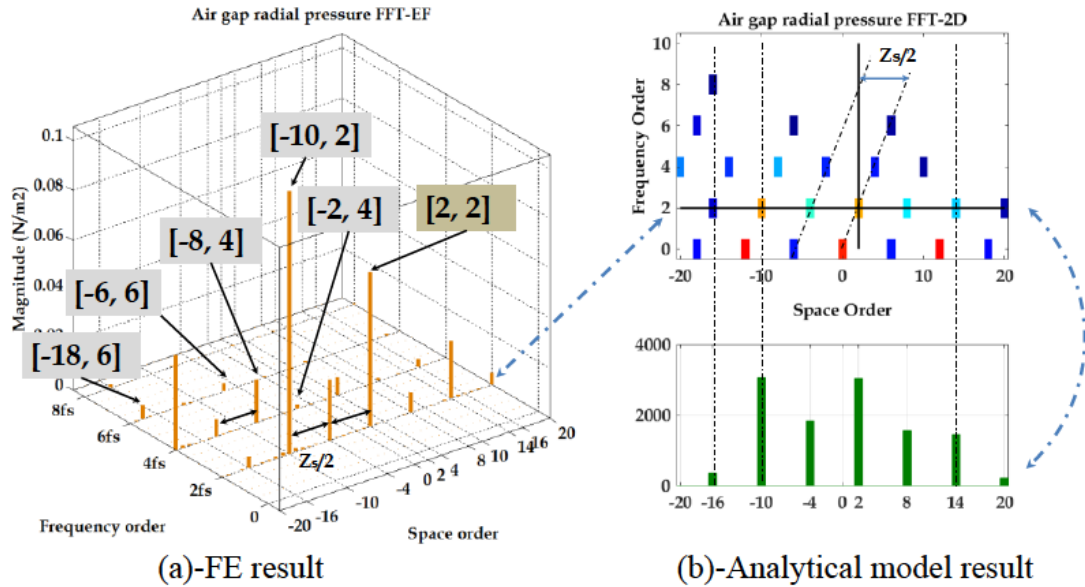 Air gap radial pressure FFT-EF
Magnitude (N/m2)
0.1
0.08
0.06
0.04
0
[-10, 2]
[-2, 4]
[2, 2]
[-8, 4]
[-6, 6]
[-18, 6]
Zs/2
8fs
6fs
4fs
2fs
0
Frequency order
-20 -16 -10 -4 0 2 4 8 10 14 16 20
Space order
(a)-FE result
Air gap radial pressure FFT-2D
Zs/2
Frequency Order
10
8
6
4
2
0
-20 -10 0 10 20
Space Order
4000
2000
0
-20 -16 -10 -4 0 2 8 14 20
(b)-Analytical model result